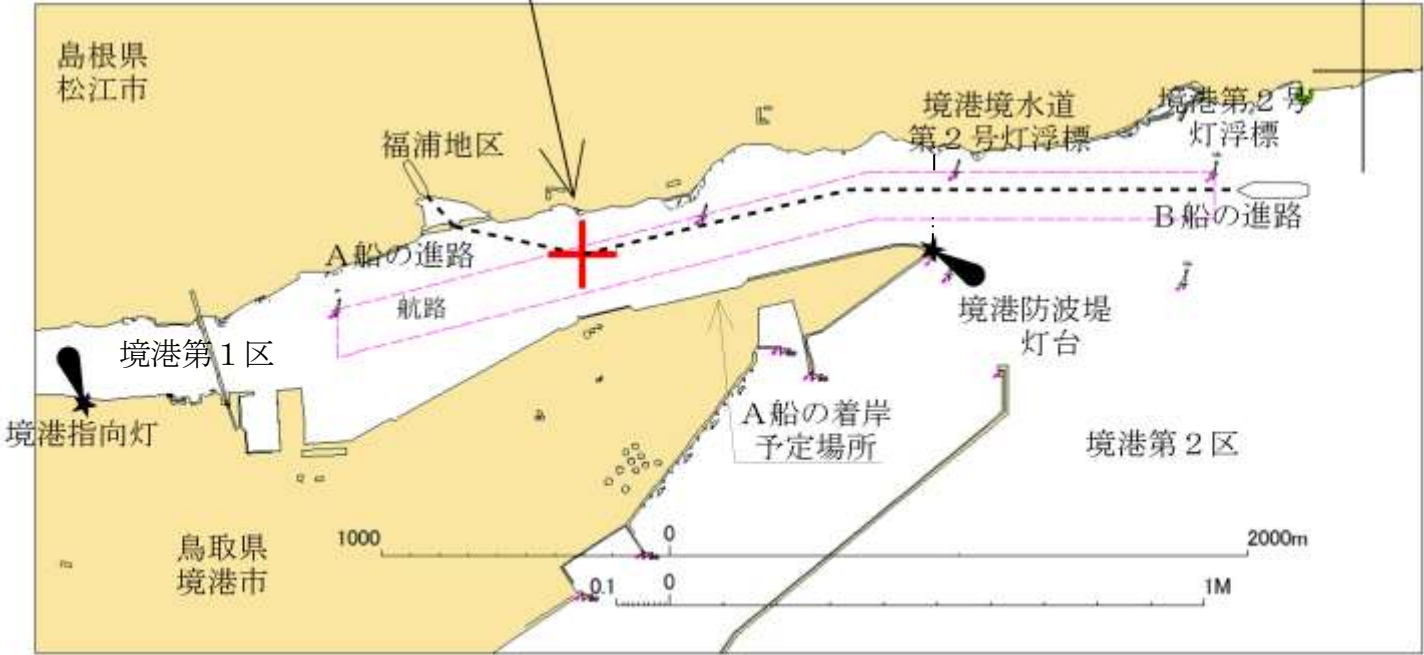 島根県
松江市
境港境水道
第２号灯浮標
境港第２号
灯浮標
福浦地区
Ａ船の進路
Ｂ船の進路
航路
境港第１区
境港防波堤
灯台
境港指向灯
Ａ船の着岸
予定場所
境港第２区
鳥取県
境港市
1000 0 2000m
0.1 0 1M